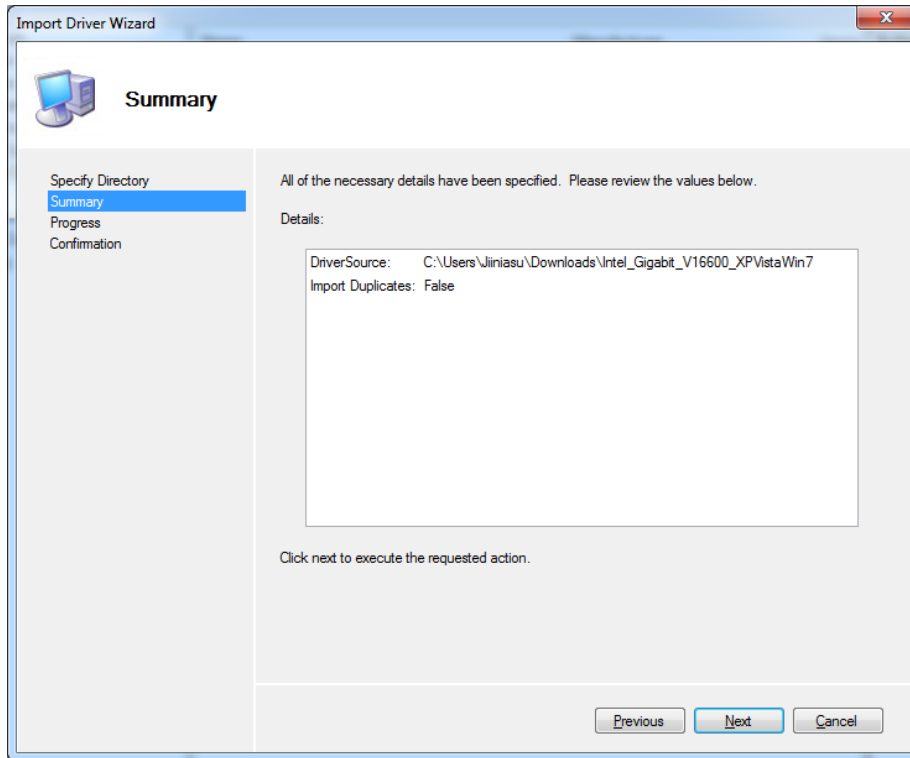 Import Driver Wizard
Summary
Specify Directory
Summary
Progress
Confirmation
All of the necessary details have been specified. Please review the values below.
Details:
DriverSource: C:\Users\Jiiniasu\Downloads\Intel_Gigabit_V16600_XPVistaWin7
Import Duplicates: False
Click next to execute the requested action.
Previous Next Cancel